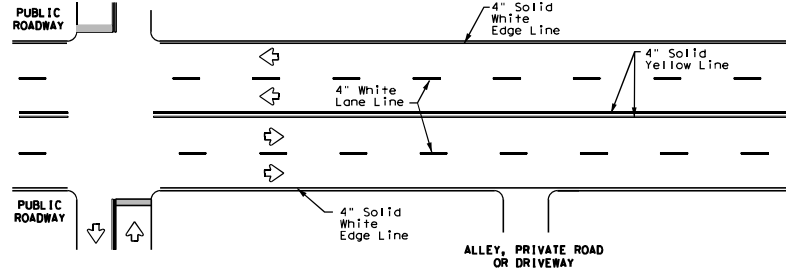 PUBLIC
ROADWAY
4" Solid
White
Edge Line
4" Solid
Yellow Line
4" White
Lane Line
PUBLIC
ROADWAY
4" Solid
White
Edge Line
ALLEY, PRIVATE ROAD
OR DRIVEWAY